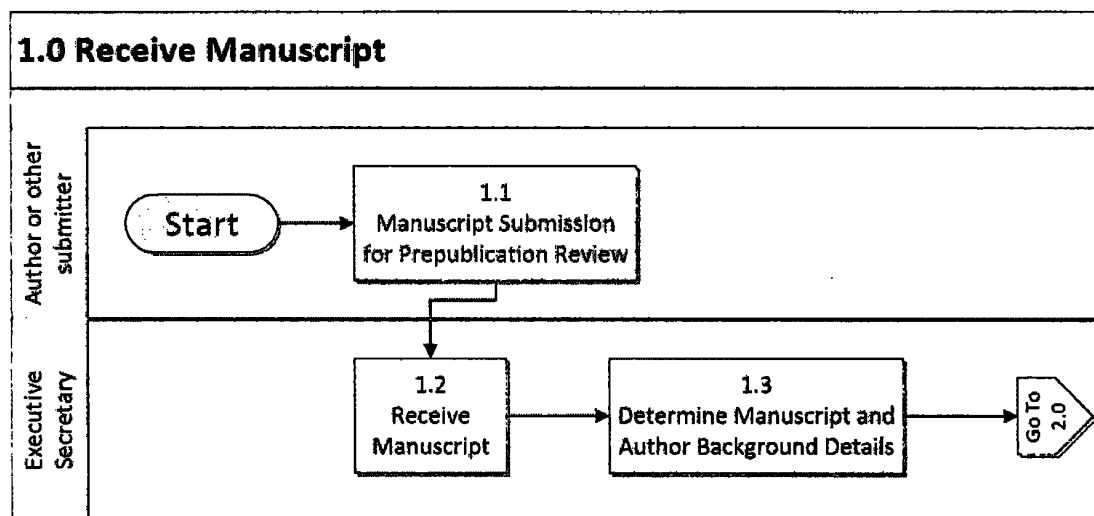 1.0 Receive Manuscript
Author or other
submitter
Start
1.1
Manuscript Submission
for Prepublication Review
Executive
Secretary
1.2
Receive
Manuscript
1.3
Determine Manuscript and
Author Background Details
Go To
2.0